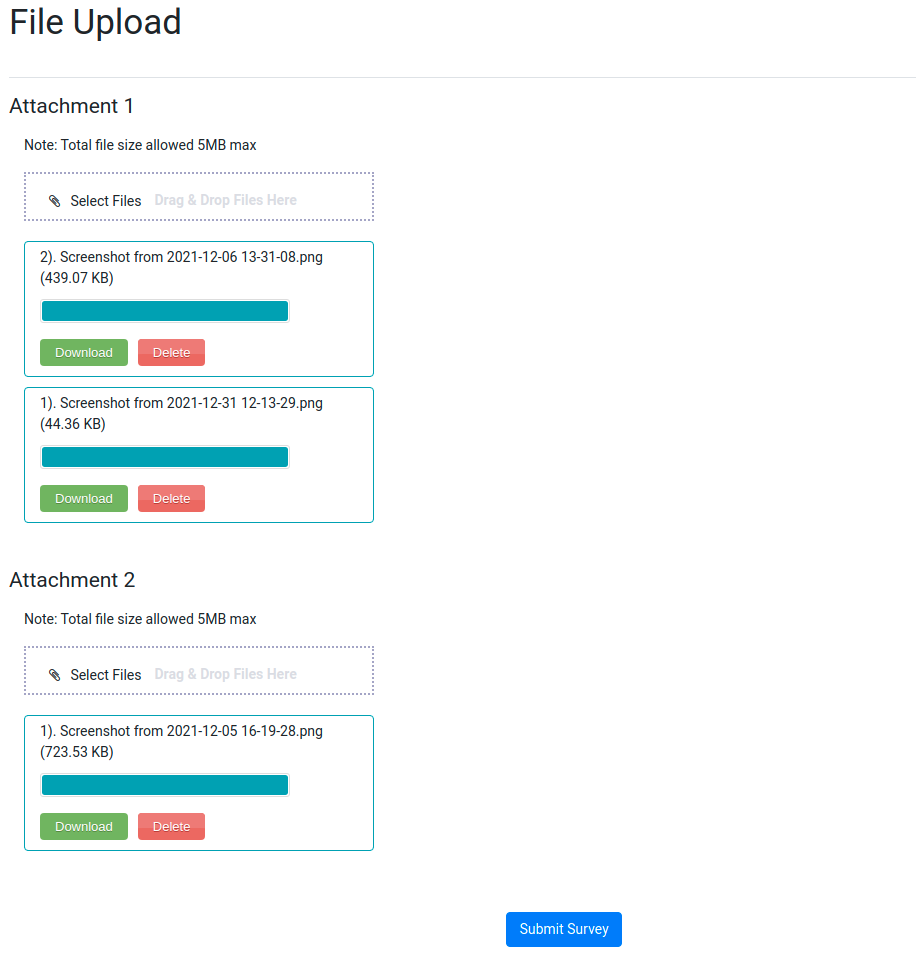 File Upload
Attachment 1
Note: Total file size allowed 5MB max
Select Files Drag & Drop Files Here
2). Screenshot from 2021-12-06 13-31-08.png
(439.07 KB)
Download Delete
1). Screenshot from 2021-12-31 12-13-29.png
(44.36 KB)
Download Delete
Attachment 2
Note: Total file size allowed 5MB max
Select Files Drag & Drop Files Here
1). Screenshot from 2021-12-05 16-19-28.png
(723.53 KB)
Download Delete
Submit Survey